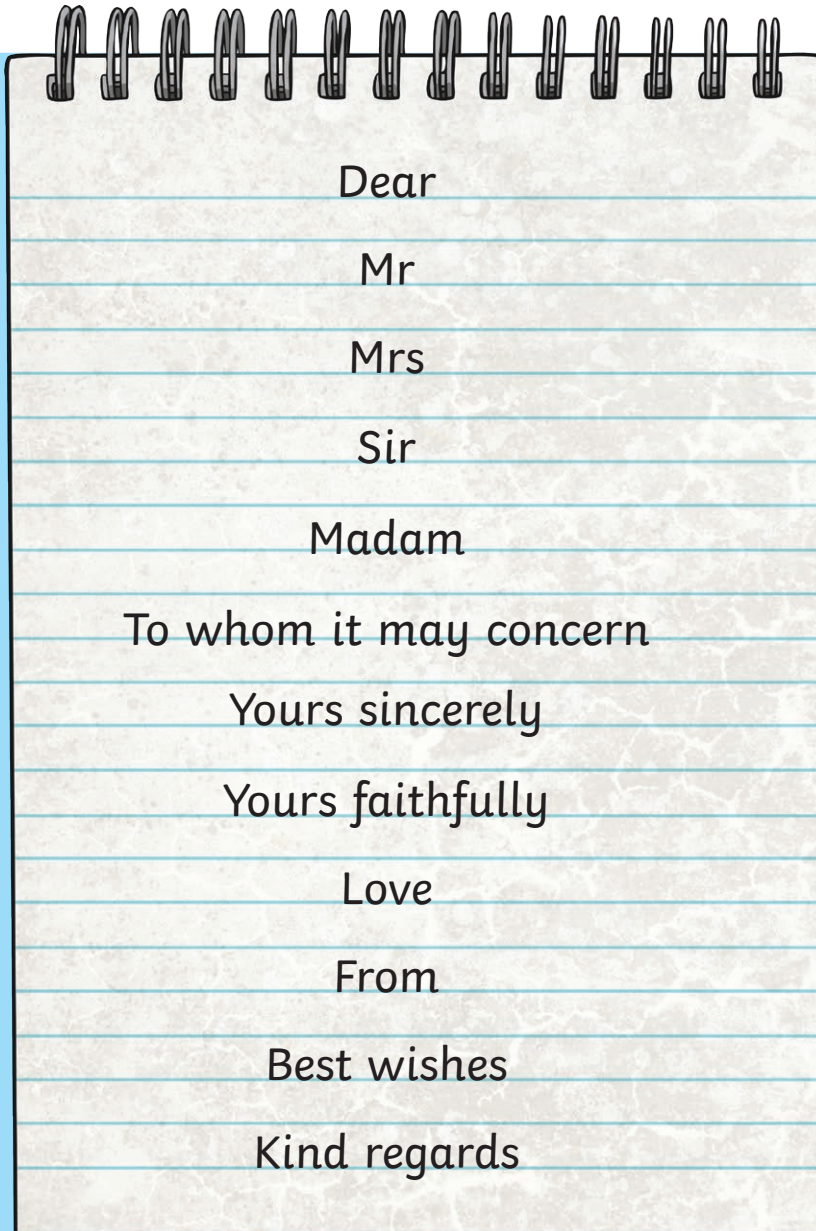 Dear
Mr
Mrs
Sir
Madam
To whom it may concern
Yours sincerely
Yours faithfully
Love
From
Best wishes
Kind regards